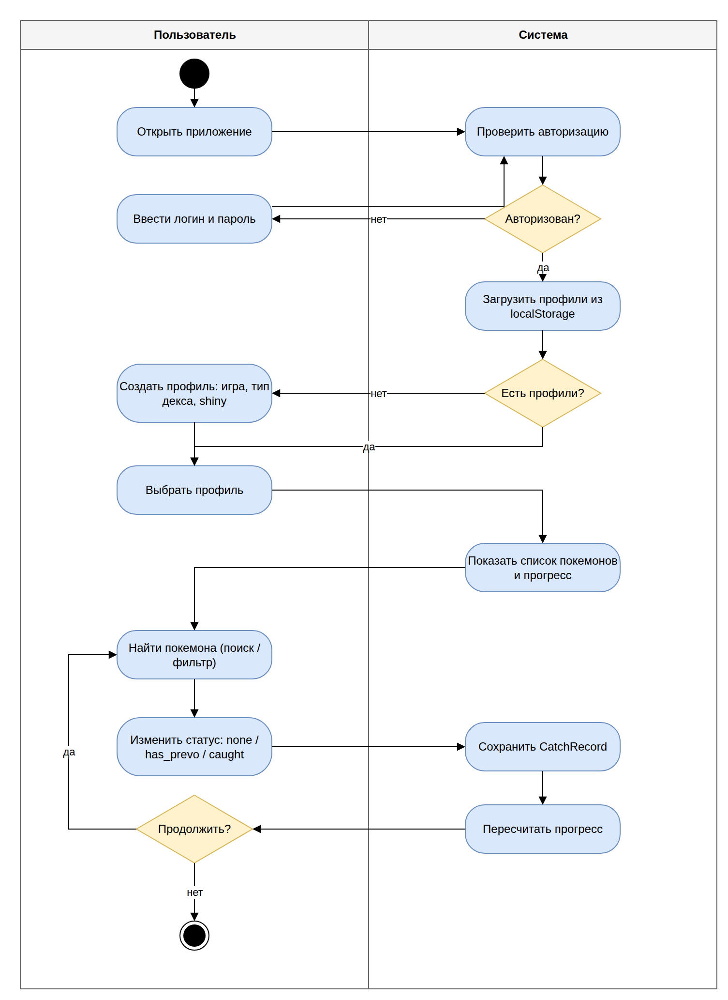 Пользователь
Система
Открыть приложение
Проверить авторизацию
Ввести логин и пароль
нет
Авторизован?
да
Загрузить профили из
localStorage
Создать профиль: игра, тип
декса, shiny
нет
Есть профили?
да
Выбрать профиль
Показать список покемонов
и прогресс
Найти покемона (поиск /
фильтр)
Изменить статус: none /
has_prevo / caught
Сохранить CatchRecord
да
Продолжить?
Пересчитать прогресс
нет